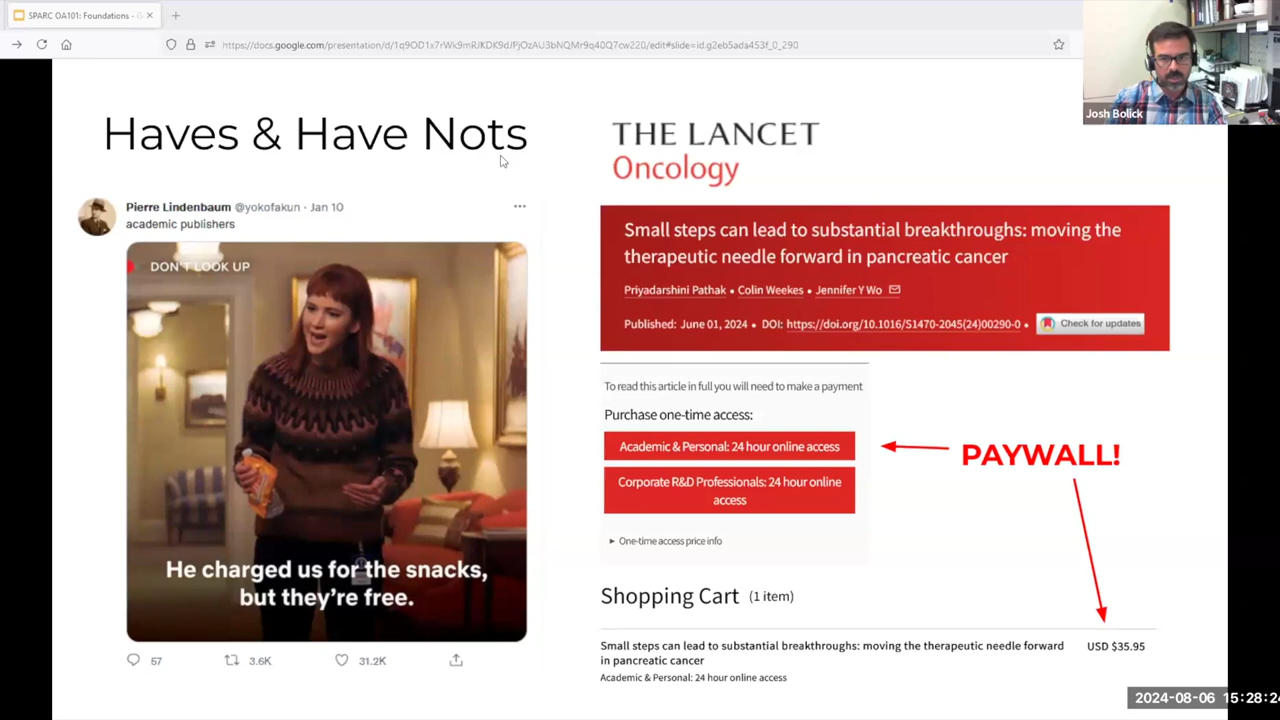 SPARC OA101: Foundations - G
https://docs.google.com/presentation/d/1q9OD1x7rWk9mRJKDK9dJPjOzAU3bNQMr9q40Q7cw220/edit#slide=id.g2eb5ada453f_0_290
Josh Bolick
Haves & Have Nots
Pierre Lindenbaum @yokofakun · Jan 10
academic publishers
DON'T LOOK UP
He charged us for the snacks,
but they're free.
57
3.6K
31.2K
THE LANCET
Oncology
Small steps can lead to substantial breakthroughs: moving the
therapeutic needle forward in pancreatic cancer
Priyadarshini Pathak • Colin Weekes • Jennifer Y Wo
Published: June 01, 2024 • DOI: https://doi.org/10.1016/S1470-2045(24)00290-0 •
Check for updates
To read this article in full you will need to make a payment
Purchase one-time access:
Academic & Personal: 24 hour online access
Corporate R&D Professionals: 24 hour online
access
One-time access price info
PAYWALL!
Shopping Cart (1 item)
Small steps can lead to substantial breakthroughs: moving the therapeutic needle forward
in pancreatic cancer
USD $35.95
Academic & Personal: 24 hour online access
2024-08-06 15:28:24